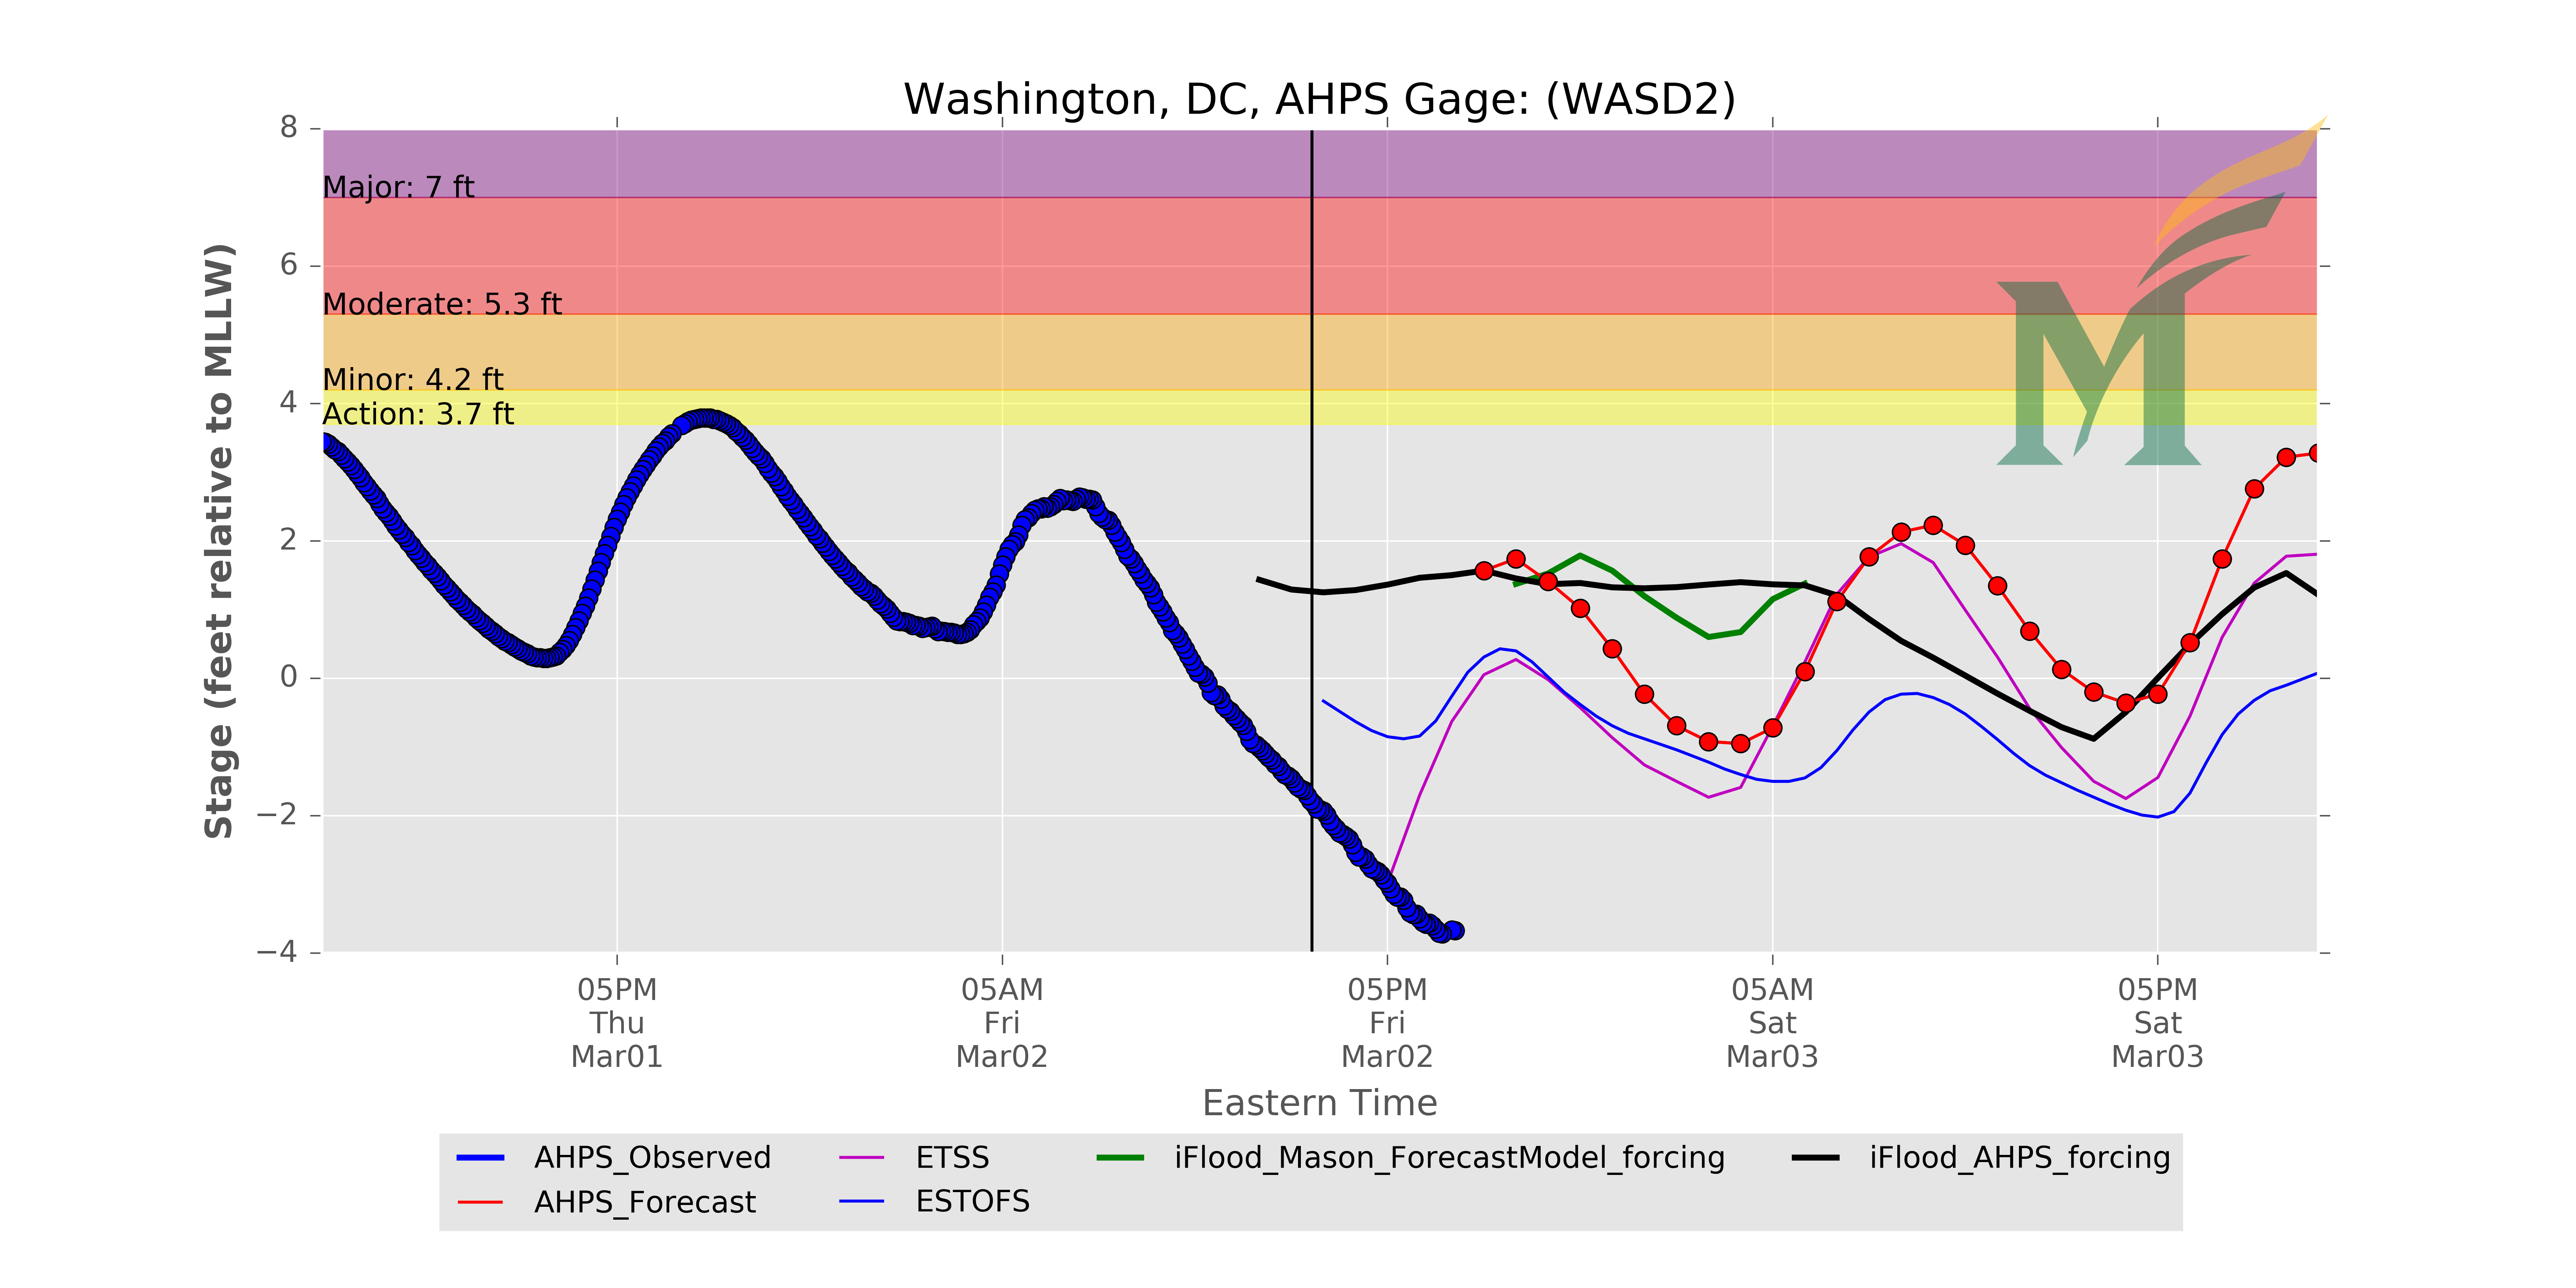 Washington, DC, AHPS Gage: (WASD2)
8
Major: 7 ft
6
Moderate: 5.3 ft
Minor: 4.2 ft
4
Action: 3.7 ft
2
0
−2
−4
Stage (feet relative to MLLW)
05PM 05AM 05PM 05AM 05PM
Thu Fri Fri Sat Sat
Mar01 Mar02 Mar02 Mar03 Mar03
Eastern Time
AHPS_Observed ETSS iFlood_Mason_ForecastModel_forcing iFlood_AHPS_forcing
AHPS_Forecast ESTOFS
M